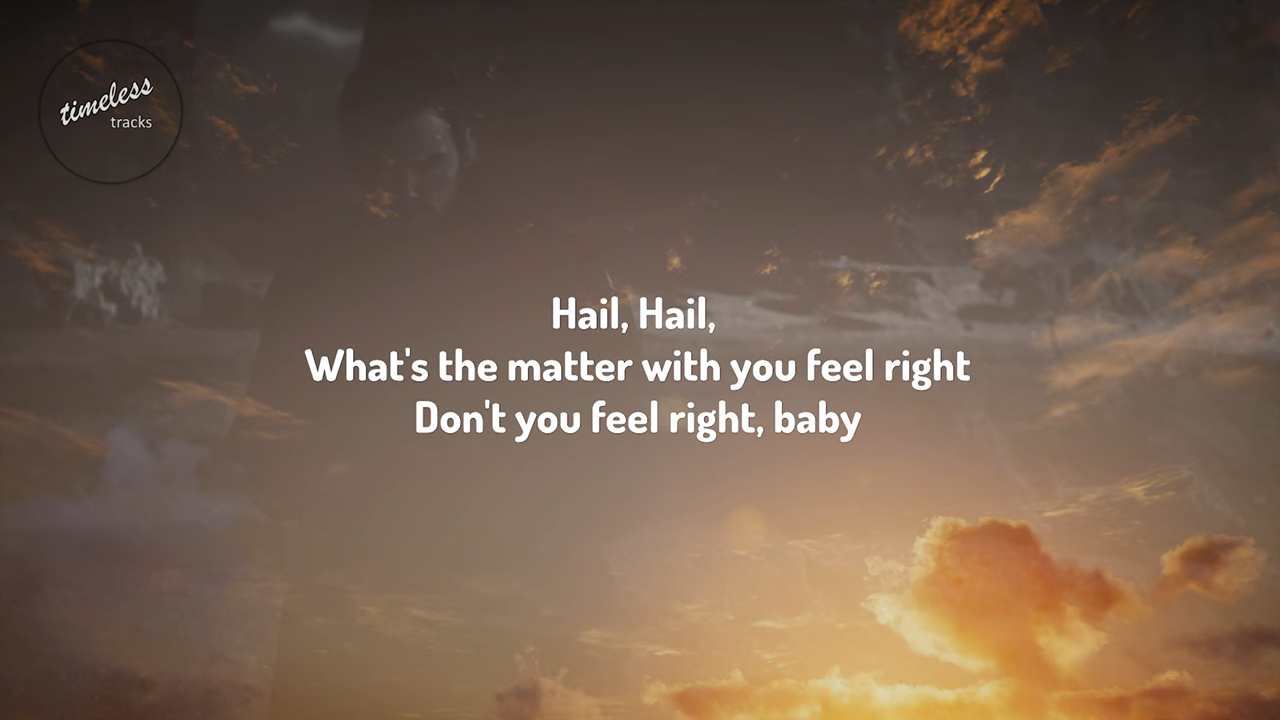 timeless
tracks
Hail, Hail,
What's the matter with you feel right
Don't you feel right, baby